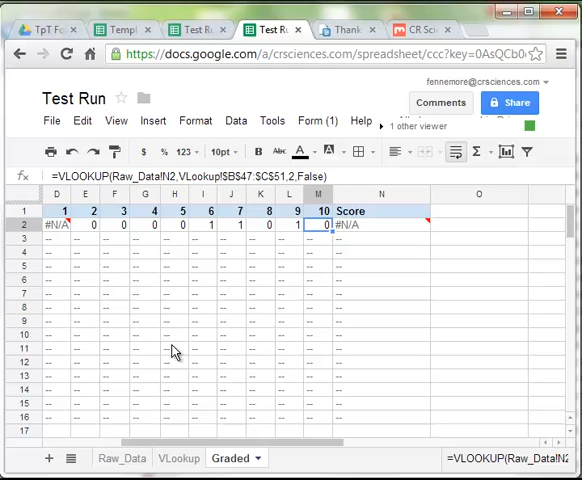 TpT Fo
Templ
Test Ru
Test Ru
Thank
CR Sci
https://docs.google.com/a/crsciences.com/spreadsheet/ccc?key=0AsQCb0
fennemore@crsciences.com
Test Run
Comments
Share
File Edit View Insert Format Data Tools Form (1) Help
1 other viewer
$ % 123 10pt B A
fx =VLOOKUP(Raw_Data!N2,VLookup!$B$47:$C$51,2,False)
D E F G H I J K L M N O
1 1 2 3 4 5 6 7 8 9 10 Score
2 #N/A 0 0 0 0 1 1 0 1 0 #N/A
3 -- -- -- -- -- -- -- -- -- -- --
4 -- -- -- -- -- -- -- -- -- -- --
5 -- -- -- -- -- -- -- -- -- -- --
6 -- -- -- -- -- -- -- -- -- -- --
7 -- -- -- -- -- -- -- -- -- -- --
8 -- -- -- -- -- -- -- -- -- -- --
9 -- -- -- -- -- -- -- -- -- -- --
10 -- -- -- -- -- -- -- -- -- -- --
11 -- -- -- -- -- -- -- -- -- -- --
12 -- -- -- -- -- -- -- -- -- -- --
13 -- -- -- -- -- -- -- -- -- -- --
14 -- -- -- -- -- -- -- -- -- -- --
15 -- -- -- -- -- -- -- -- -- -- --
16 -- -- -- -- -- -- -- -- -- -- --
17
Raw_Data VLookup Graded
=VLOOKUP(Raw_Data!N2